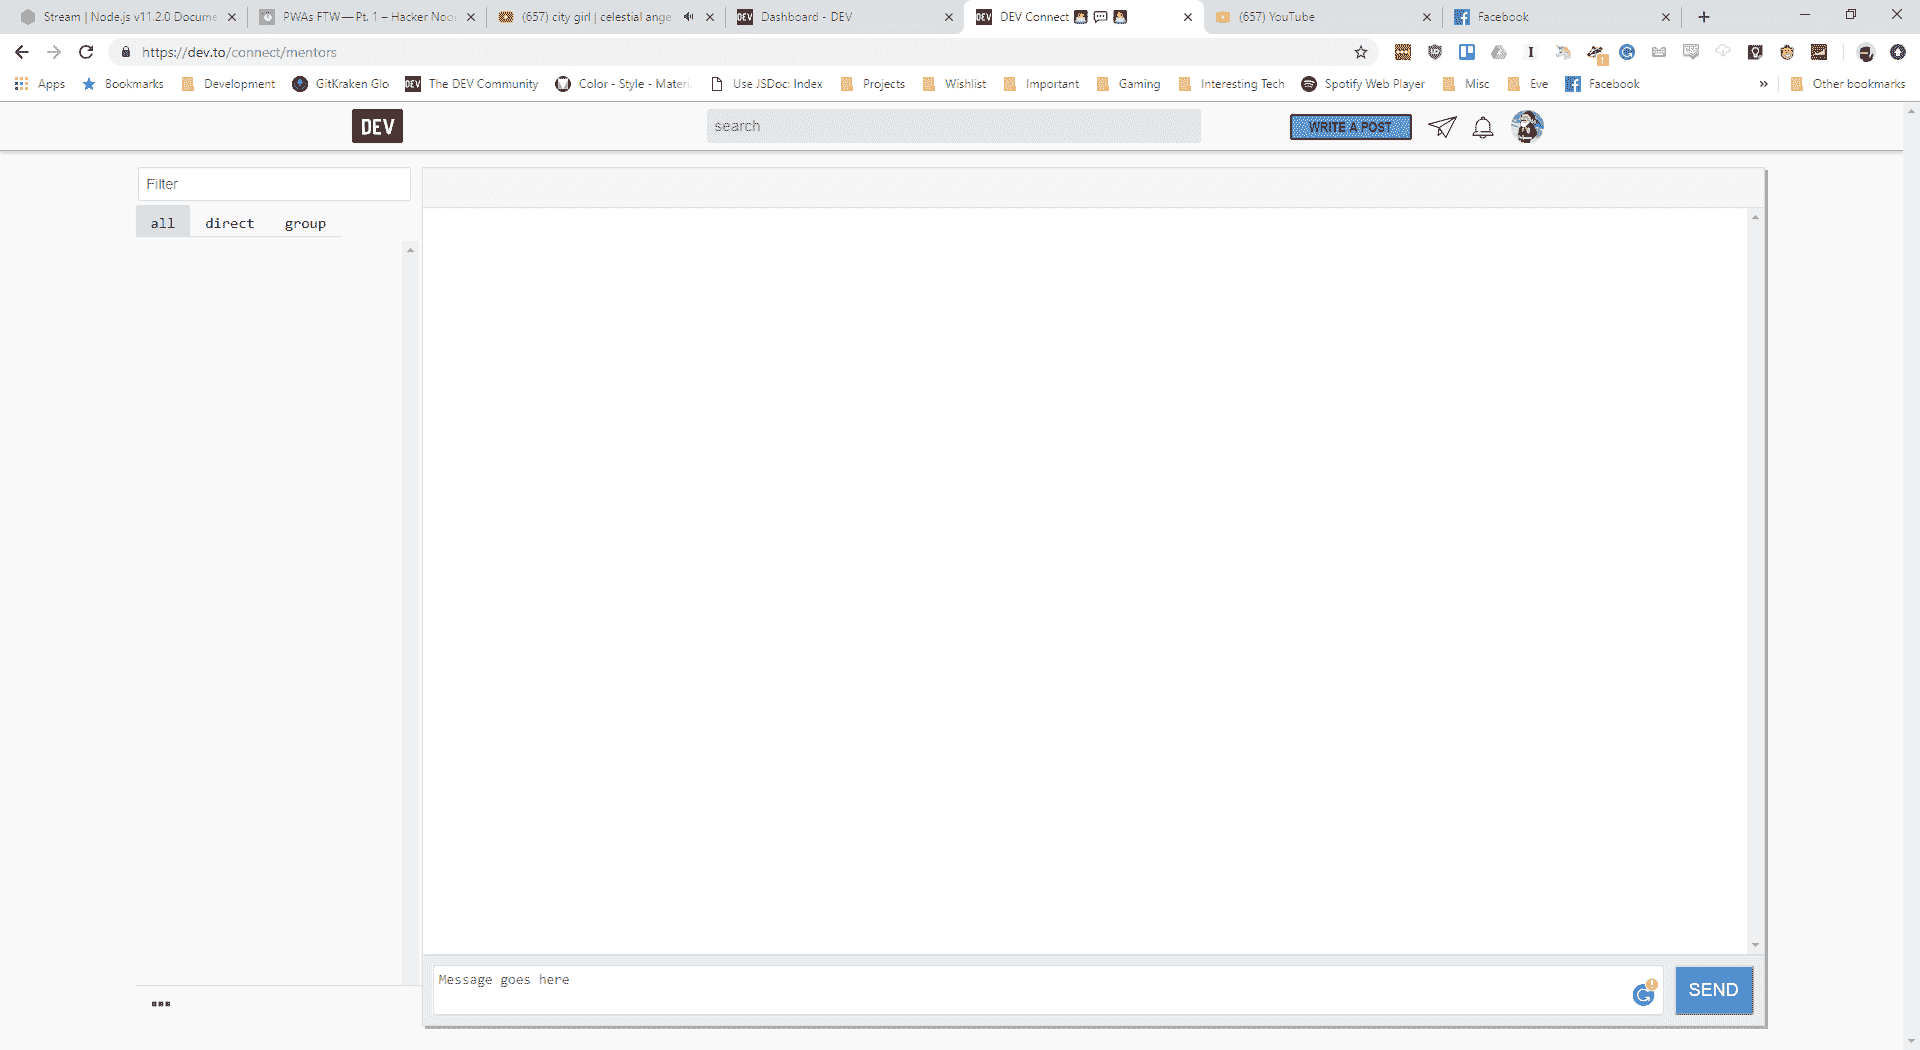 Stream | Node.js v11.2.0 Docume
PWAs FTW — Pt. 1 – Hacker Noo
(657) city girl | celestial ange
DEV Dashboard - DEV
DEV DEV Connect
(657) YouTube
Facebook
https://dev.to/connect/mentors
Apps
Bookmarks
Development
GitKraken Glo
DEV The DEV Community
Color - Style - Materi
Use JSDoc: Index
Projects
Wishlist
Important
Gaming
Interesting Tech
Spotify Web Player
Misc
Eve
Facebook
»
Other bookmarks
DEV
search
WRITE A POST
Filter
all direct group
Message goes here
SEND